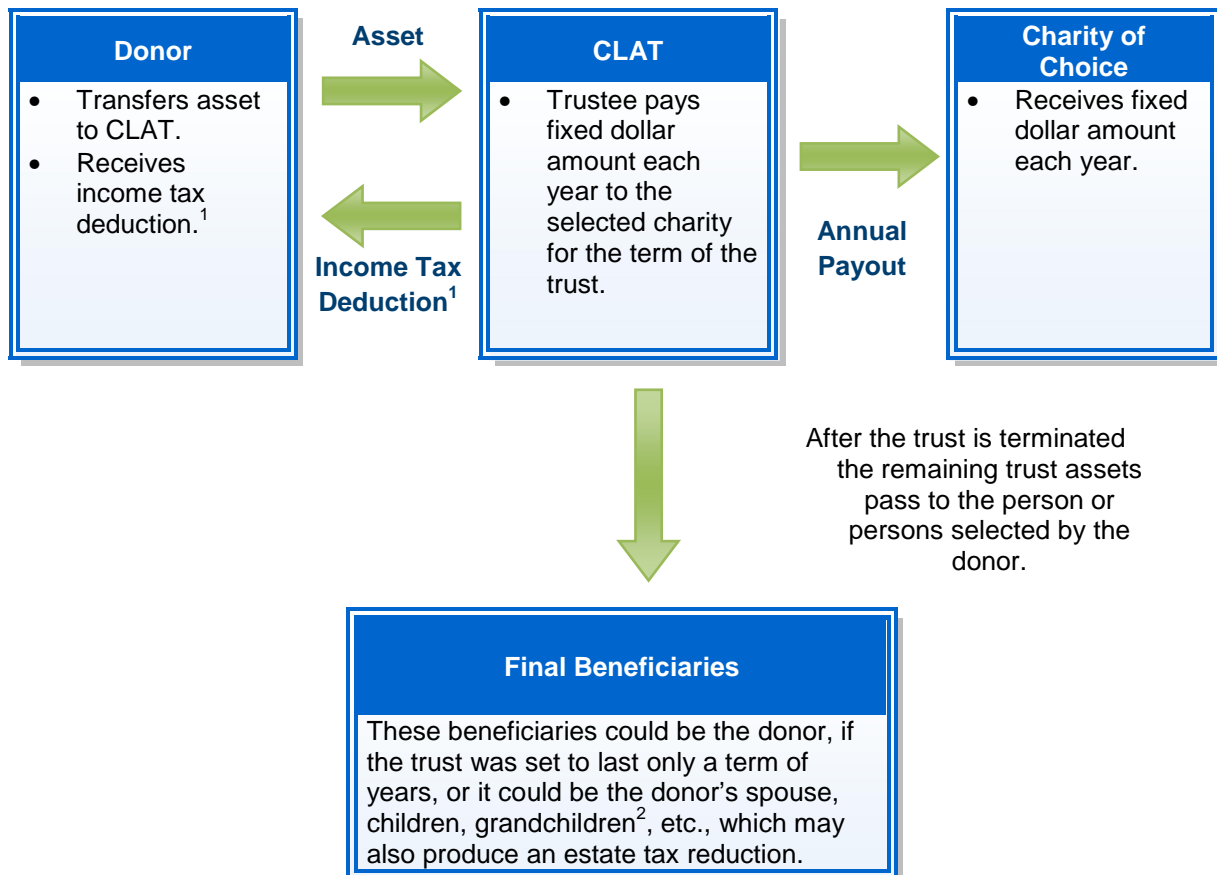 Donor
• Transfers asset
to CLAT.
• Receives
income tax
deduction.1
Asset
Income Tax
Deduction1
CLAT
• Trustee pays
fixed dollar
amount each
year to the
selected charity
for the term of the
trust.
Annual
Payout
Charity of
Choice
• Receives fixed
dollar amount
each year.
After the trust is terminated
the remaining trust assets
pass to the person or
persons selected by the
donor.
Final Beneficiaries
These beneficiaries could be the donor, if
the trust was set to last only a term of
years, or it could be the donor’s spouse,
children, grandchildren2, etc., which may
also produce an estate tax reduction.